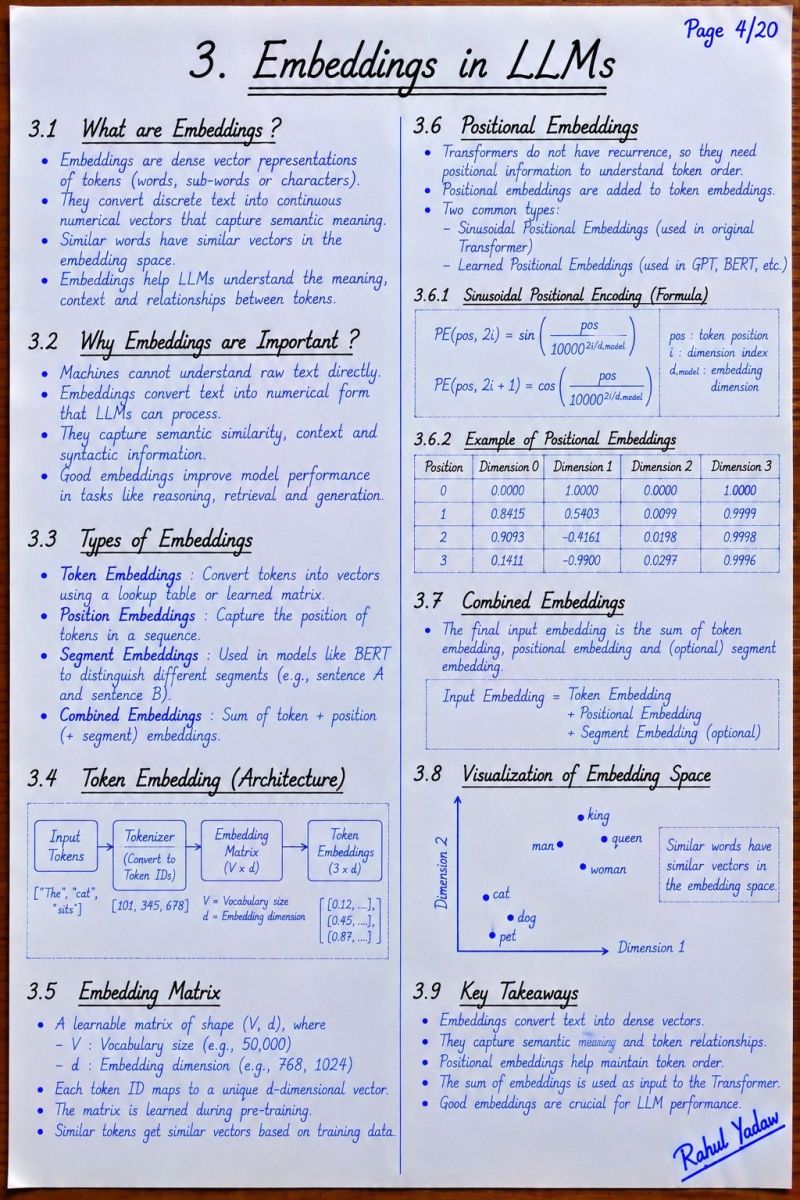 Page 4/20
3. Embeddings in LLMs
3.1 What are Embeddings ?
• Embeddings are dense vector representations
of tokens (words, sub-words or characters).
• They convert discrete text into continuous
numerical vectors that capture semantic meaning.
• Similar words have similar vectors in the
embedding space.
• Embeddings help LLMs understand the meaning,
context and relationships between tokens.
3.2 Why Embeddings are Important ?
• Machines cannot understand raw text directly.
• Embeddings convert text into numerical form
that LLMs can process.
• They capture semantic similarity, context and
syntactic information.
• Good embeddings improve model performance
in tasks like reasoning, retrieval and generation.
3.3 Types of Embeddings
• Token Embeddings : Convert tokens into vectors
using a lookup table or learned matrix.
• Position Embeddings : Capture the position of
tokens in a sequence.
• Segment Embeddings : Used in models like BERT
to distinguish different segments (e.g., sentence A
and sentence B).
• Combined Embeddings : Sum of token + position
(+ segment) embeddings.
3.4 Token Embedding (Architecture)
Input
Tokens
["The", "cat",
"sits"]
Tokenizer
(Convert to
Token IDs)
[101, 345, 678]
Embedding
Matrix
(V x d)
V = Vocabulary size
d = Embedding dimension
Token
Embeddings
(3 x d)
[0.12, ...],
[0.45, ...],
[0.87, ....]
3.5 Embedding Matrix
• A learnable matrix of shape (V, d), where
– V : Vocabulary size (e.g., 50,000)
– d : Embedding dimension (e.g., 768, 1024)
• Each token ID maps to a unique d-dimensional vector.
• The matrix is learned during pre-training.
• Similar tokens get similar vectors based on training data.
3.6 Positional Embeddings
• Transformers do not have recurrence, so they need
positional information to understand token order.
• Positional embeddings are added to token embeddings.
• Two common types:
– Sinusoidal Positional Embeddings (used in original
Transformer)
– Learned Positional Embeddings (used in GPT, BERT, etc.)
3.6.1 Sinusoidal Positional Encoding (Formula)
PE(pos, 2i) = sin ( pos / 10000^2i/d,model )
PE(pos, 2i + 1) = cos ( pos / 10000^2i/d,model )
pos : token position
i : dimension index
d,model : embedding
dimension
3.6.2 Example of Positional Embeddings
Position Dimension 0 Dimension 1 Dimension 2 Dimension 3
0 0.0000 1.0000 0.0000 1.0000
1 0.8415 0.5403 0.0099 0.9999
2 0.9093 -0.4161 0.0198 0.9998
3 0.1411 -0.9900 0.0297 0.9996
3.7 Combined Embeddings
• The final input embedding is the sum of token
embedding, positional embedding and (optional) segment
embedding.
Input Embedding = Token Embedding
+ Positional Embedding
+ Segment Embedding (optional)
3.8 Visualization of Embedding Space
Dimension 2
king
queen
man
woman
cat
dog
pet
Dimension 1
Similar words have
similar vectors in
the embedding space.
3.9 Key Takeaways
• Embeddings convert text into dense vectors.
• They capture semantic meaning and token relationships.
• Positional embeddings help maintain token order.
• The sum of embeddings is used as input to the Transformer.
• Good embeddings are crucial for LLM performance.
Rahul Yadaw